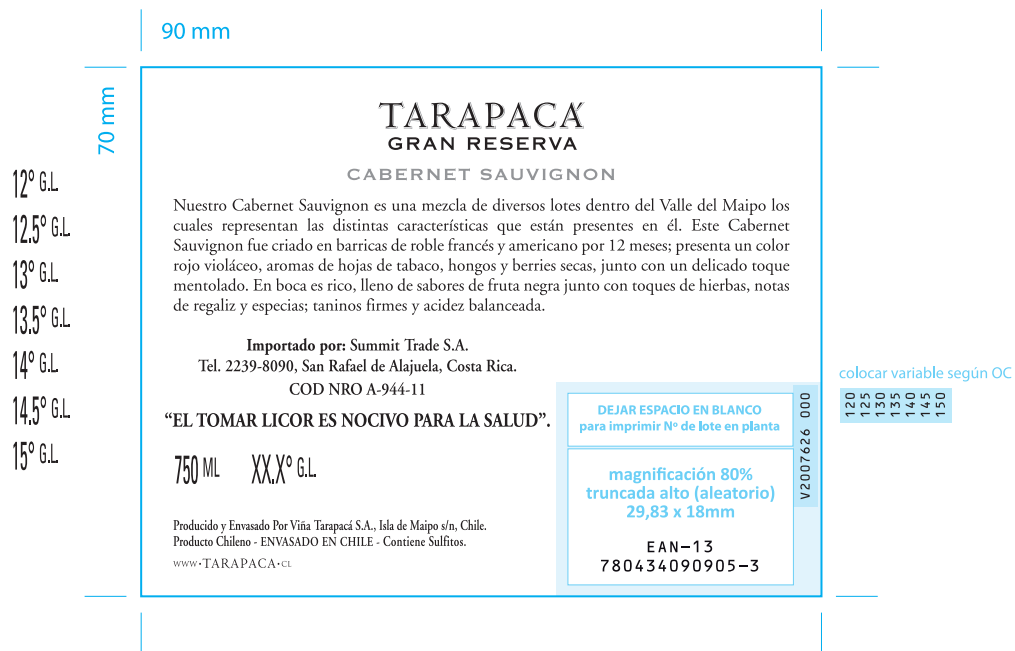 90 mm
70 mm
12° G.L.
12.5° G.L.
13° G.L.
13.5° G.L.
14° G.L.
14.5° G.L.
15° G.L.
TARAPACÁ
GRAN RESERVA
CABERNET SAUVIGNON
Nuestro Cabernet Sauvignon es una mezcla de diversos lotes dentro del Valle del Maipo los
cuales representan las distintas características que están presentes en él. Este Cabernet
Sauvignon fue criado en barricas de roble francés y americano por 12 meses; presenta un color
rojo violáceo, aromas de hojas de tabaco, hongos y berries secas, junto con un delicado toque
mentolado. En boca es rico, lleno de sabores de fruta negra junto con toques de hierbas, notas
de regaliz y especias; taninos firmes y acidez balanceada.
Importado por: Summit Trade S.A.
Tel. 2239-8090, San Rafael de Alajuela, Costa Rica.
COD NRO A-944-11
“EL TOMAR LICOR ES NOCIVO PARA LA SALUD”.
750 ML XX.X° G.L.
Producido y Envasado Por Viña Tarapacá S.A., Isla de Maipo s/n, Chile.
Producto Chileno - ENVASADO EN CHILE - Contiene Sulfitos.
WWW•TARAPACA•CL
DEJAR ESPACIO EN BLANCO
para imprimir Nº de lote en planta
magnificación 80%
truncada alto (aleatorio)
29,83 x 18mm
EAN-13
780434090905-3
V2007626 000
colocar variable según OC
120
125
130
135
140
145
150